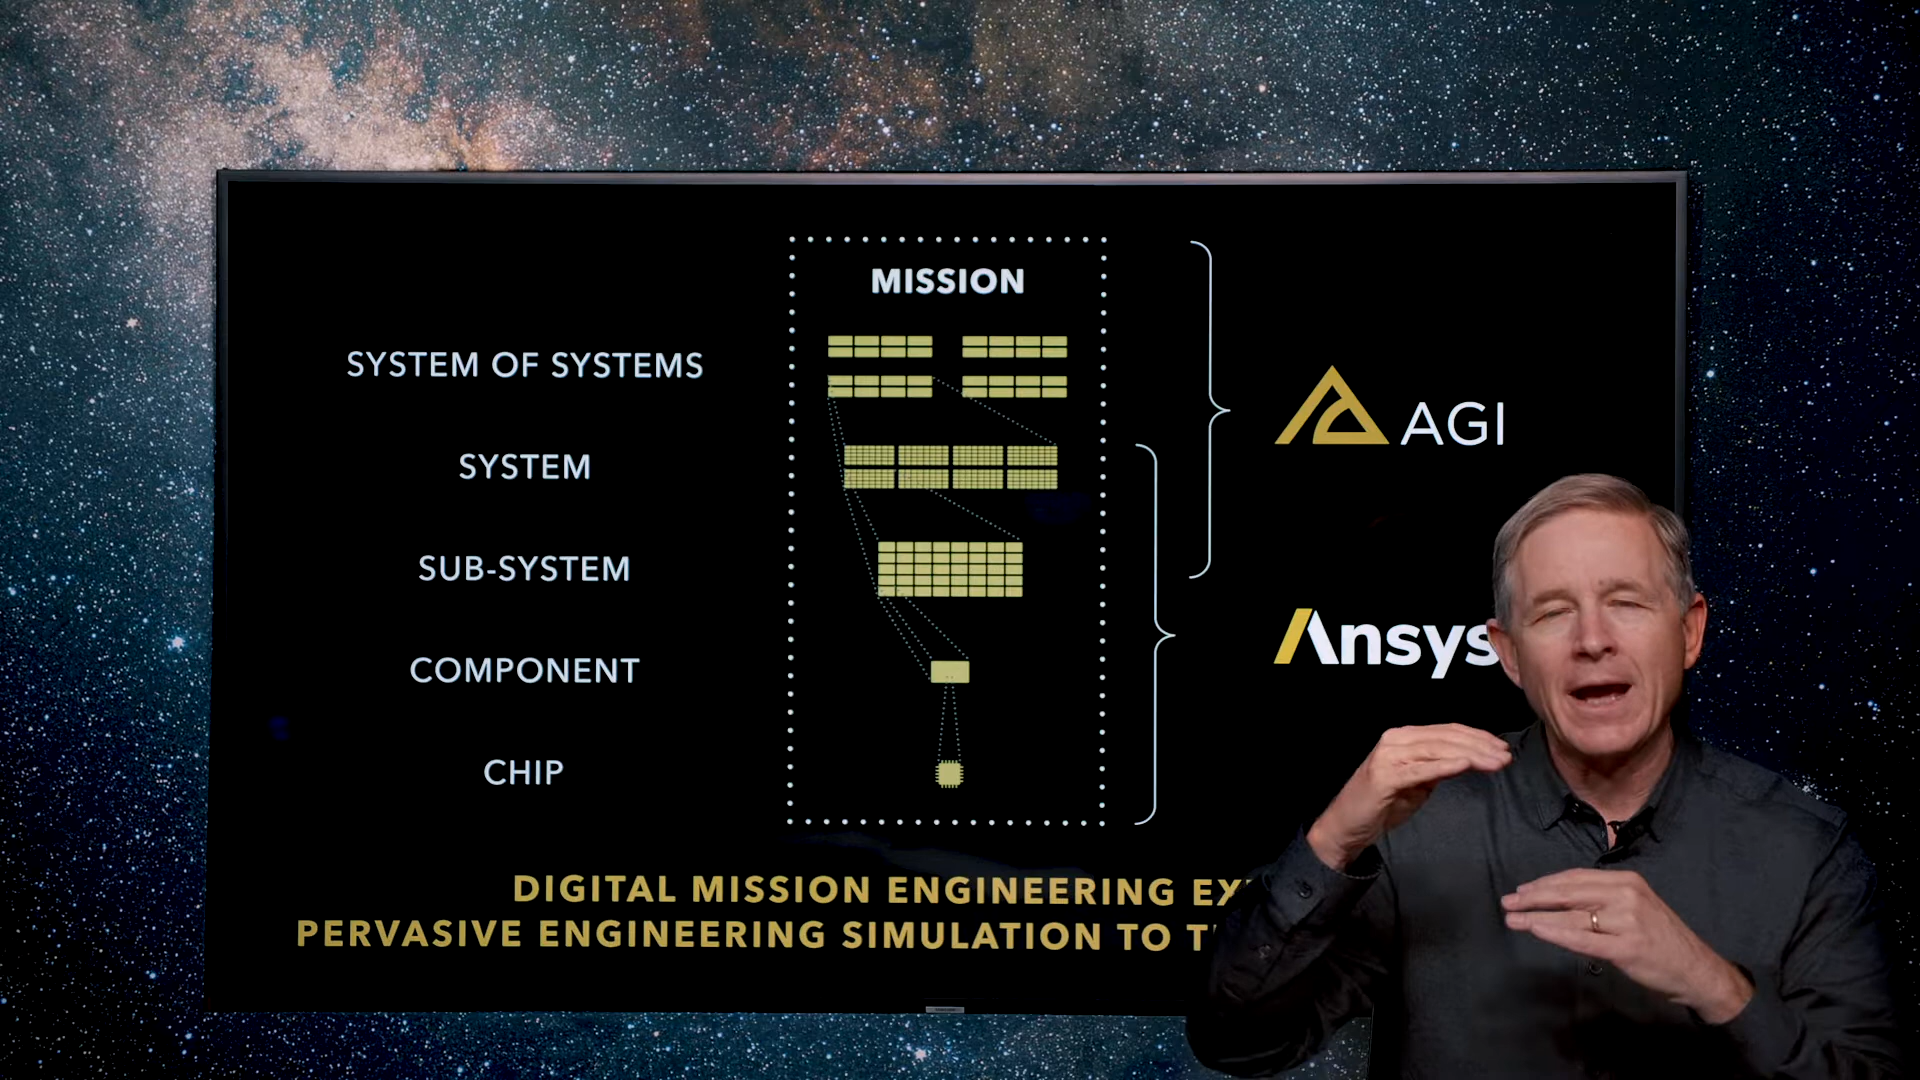 MISSION
SYSTEM OF SYSTEMS
SYSTEM
SUB-SYSTEM
COMPONENT
CHIP
AGI
Ansys
DIGITAL MISSION ENGINEERING
PERVASIVE ENGINEERING SIMULATION TO